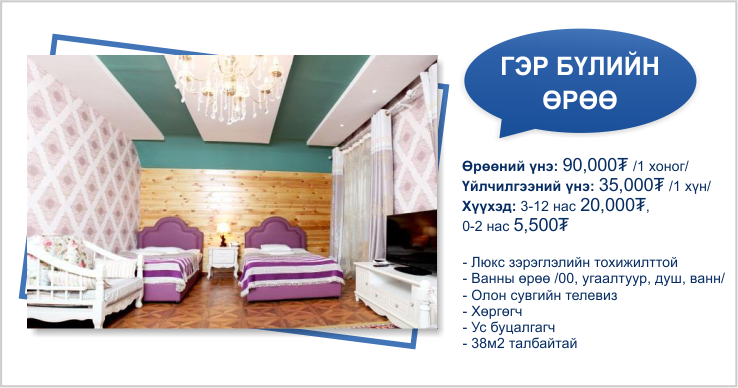 ГЭР БҮЛИЙН
ӨРӨӨ
Өрөөний үнэ: 90,000₮ /1 хоног/
Үйлчилгээний үнэ: 35,000₮ /1 хүн/
Хүүхэд: 3-12 нас 20,000₮,
0-2 нас 5,500₮
- Люкс зэрэглэлийн тохижилттой
- Ванны өрөө /00, угаалтуур, душ, ванн/
- Олон сувгийн телевиз
- Хөргөгч
- Ус буцалгагч
- 38м2 талбайтай